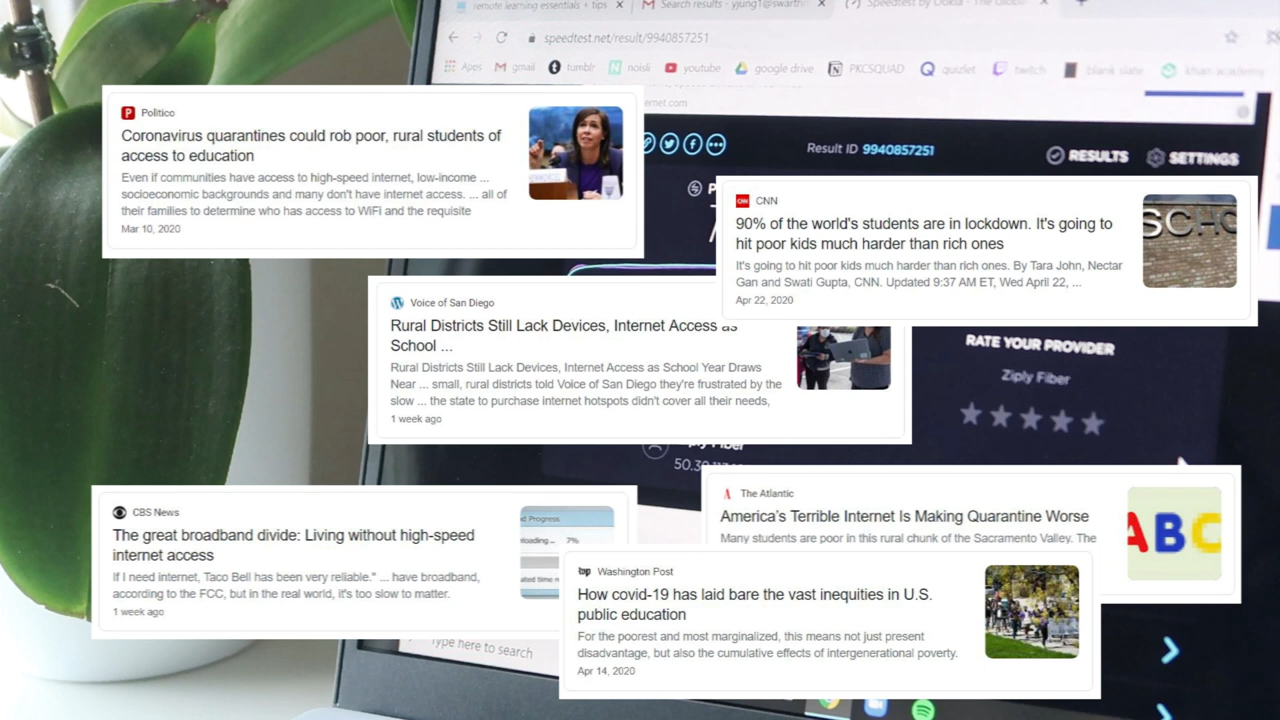 remote learning essentials + tips
Search results - yjung1@swarthm
Speedtest by Ookla - The Global
speedtest.net/result/9940857251
Apps
gmail
tumblr
noisli
youtube
google drive
PKCSQUAD
quizlet
twitch
blank slate
khan academy
Result ID 9940857251
RESULTS
SETTINGS
Politico
Coronavirus quarantines could rob poor, rural students of
access to education
Even if communities have access to high-speed internet, low-income ...
socioeconomic backgrounds and many don't have internet access. ... all of
their families to determine who has access to WiFi and the requisite
Mar 10, 2020
CNN
90% of the world's students are in lockdown. It's going to
hit poor kids much harder than rich ones
It's going to hit poor kids much harder than rich ones. By Tara John, Nectar
Gan and Swati Gupta, CNN. Updated 9:37 AM ET, Wed April 22, ...
Apr 22, 2020
SCHO
Voice of San Diego
Rural Districts Still Lack Devices, Internet Access as
School ...
Rural Districts Still Lack Devices, Internet Access as School Year Draws
Near ... small, rural districts told Voice of San Diego they're frustrated by the
slow ... the state to purchase internet hotspots didn't cover all their needs,
1 week ago
RATE YOUR PROVIDER
Ziply Fiber
CBS News
The great broadband divide: Living without high-speed
internet access
If I need internet, Taco Bell has been very reliable." ... have broadband,
according to the FCC, but in the real world, it's too slow to matter.
1 week ago
d Progress
loading... 7%
The Atlantic
America's Terrible Internet Is Making Quarantine Worse
Many students are poor in this rural chunk of the Sacramento Valley. The
ABC
Washington Post
How covid-19 has laid bare the vast inequities in U.S.
public education
For the poorest and most marginalized, this means not just present
disadvantage, but also the cumulative effects of intergenerational poverty.
Apr 14, 2020
Type here to search